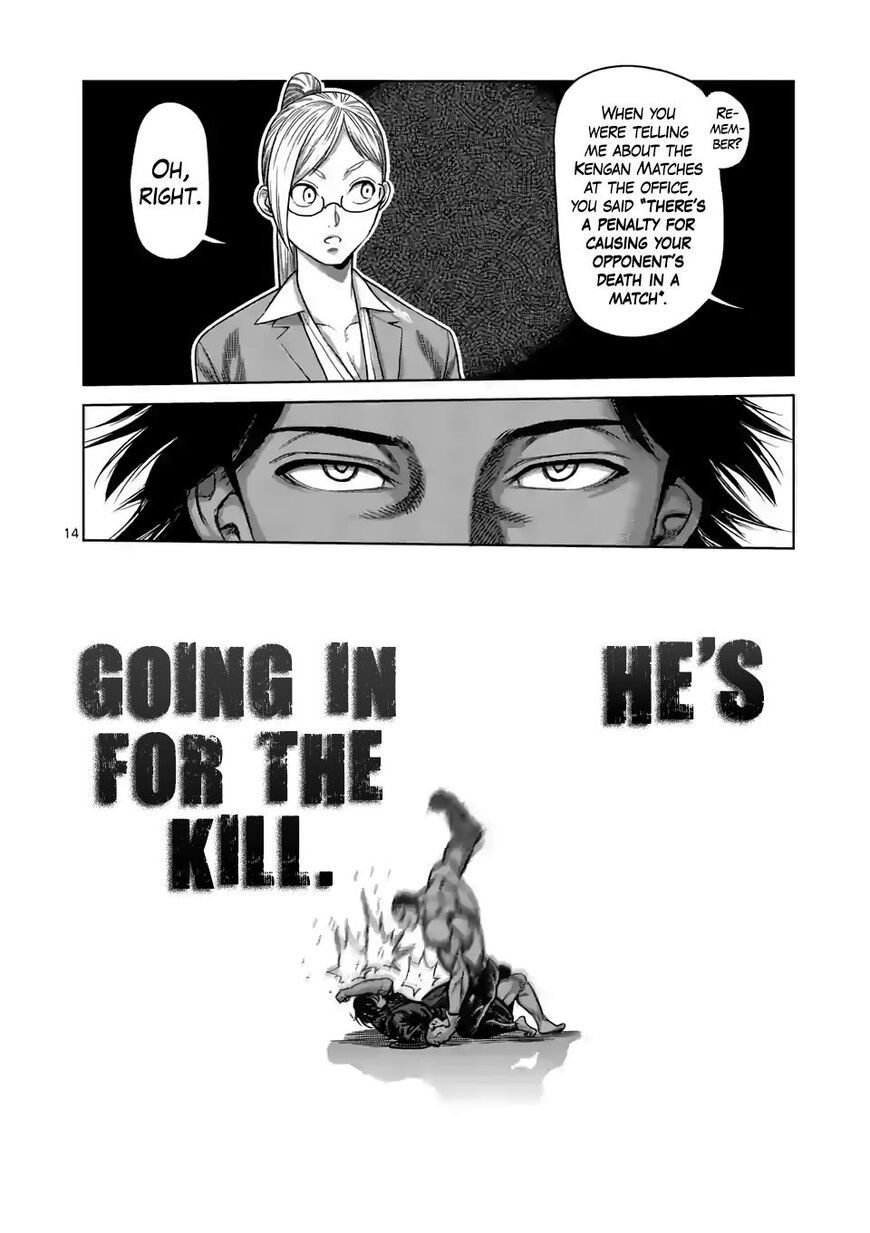 RE-
MEM-
BER?
WHEN YOU
WERE TELLING
ME ABOUT THE
KENGAN MATCHES
AT THE OFFICE,
YOU SAID "THERE'S
A PENALTY FOR
CAUSING YOUR
OPPONENT'S
DEATH IN A
MATCH".
OH,
RIGHT.
14
HE'S
GOING IN
FOR THE
KILL.